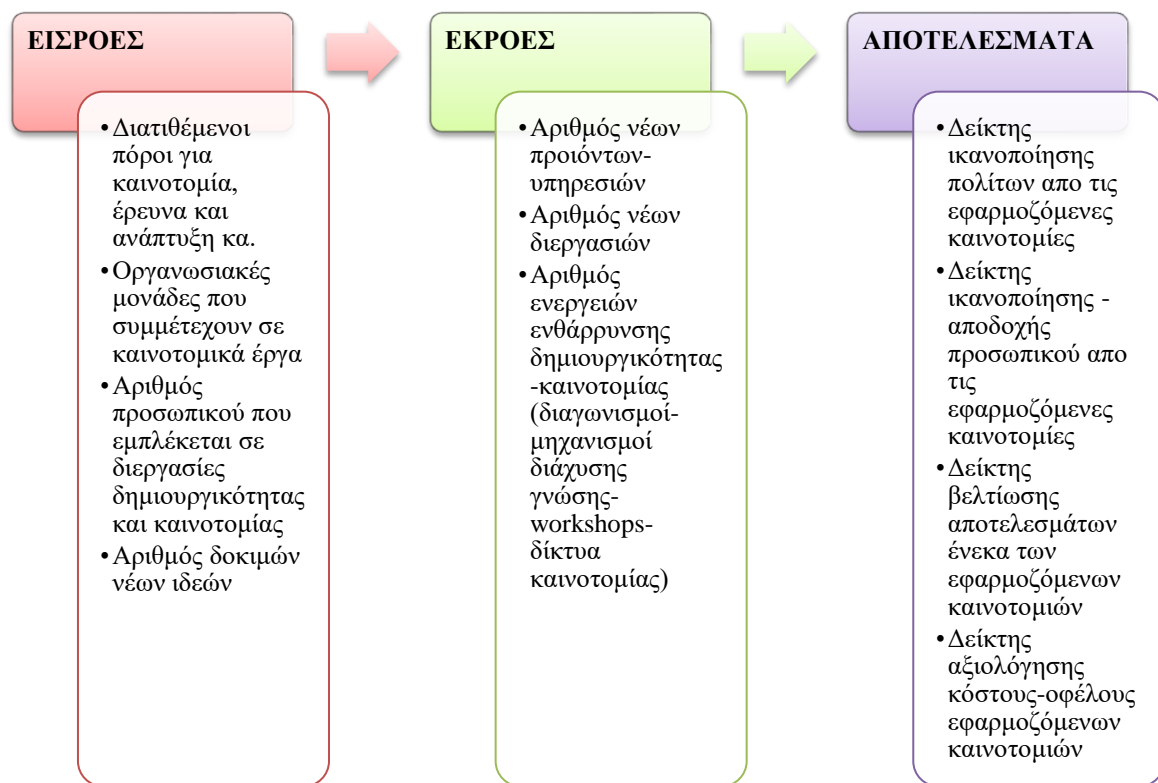 ΕΙΣΡΟΕΣ
•Διατιθέμενοι
πόροι για
καινοτομία,
έρευνα και
ανάπτυξη κα.
•Οργανωσιακές
μονάδες που
συμμέτεχουν σε
καινοτομικά έργα
•Αριθμός
προσωπικού που
εμπλέκεται σε
διεργασίες
δημιουργικότητας
και καινοτομίας
•Αριθμός δοκιμών
νέων ιδεών
ΕΚΡΟΕΣ
•Αριθμός νέων
προιόντων-
υπηρεσιών
•Αριθμός νέων
διεργασιών
•Αριθμός
ενεργειών
ενθάρρυνσης
δημιουργικότητας
-καινοτομίας
(διαγωνισμοί-
μηχανισμοί
διάχυσης
γνώσης-
workshops-
δίκτυα
καινοτομίας)
ΑΠΟΤΕΛΕΣΜΑΤΑ
•Δείκτης
ικανοποίησης
πολίτων απο τις
εφαρμοζόμενες
καινοτομίες
•Δείκτης
ικανοποίησης -
αποδοχής
προσωπικού απο
τις
εφαρμοζόμενες
καινοτομίες
•Δείκτης
βελτίωσης
αποτελεσμάτων
ένεκα των
εφαρμοζόμενων
καινοτομιών
•Δείκτης
αξιολόγησης
κόστους-οφέλους
εφαρμοζόμενων
καινοτομιών